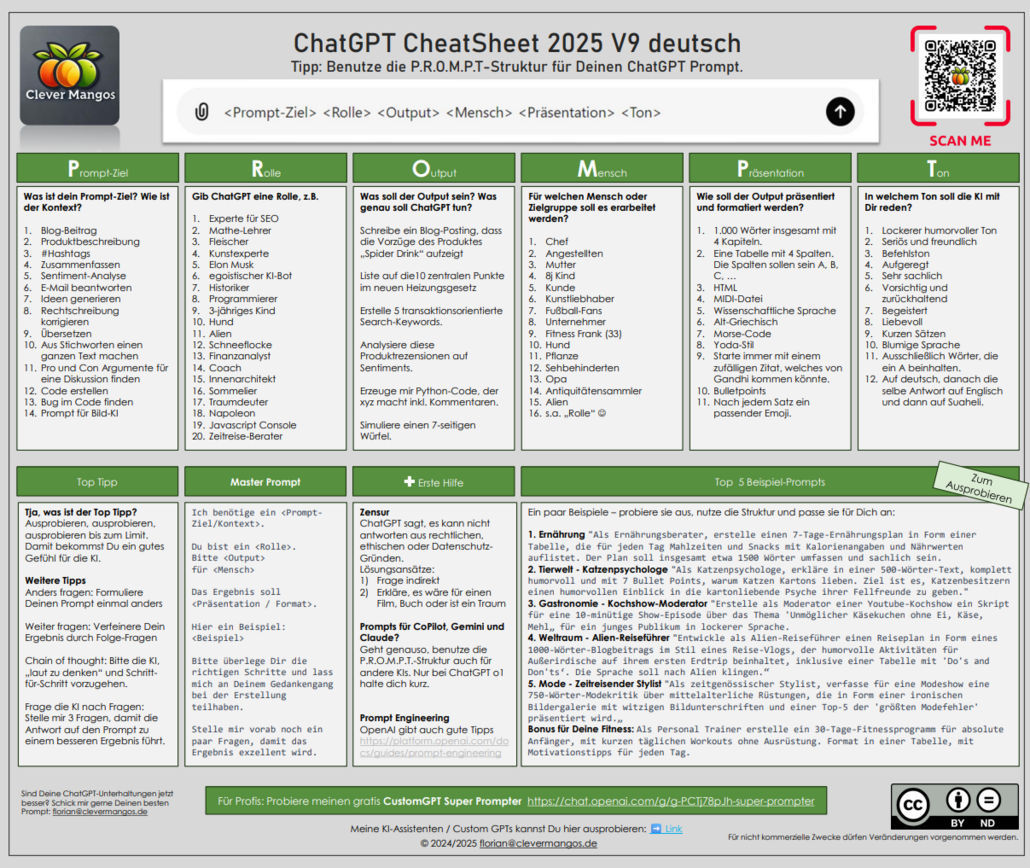 ChatGPT CheatSheet 2025 V9 deutsch
Tipp: Benutze die P.R.O.M.P.T-Struktur für Deinen ChatGPT Prompt.
Clever Mangos
<Prompt-Ziel> <Rolle> <Output> <Mensch> <Präsentation> <Ton>
SCAN ME
Prompt-Ziel
Was ist dein Prompt-Ziel? Wie ist
der Kontext?
1. Blog-Beitrag
2. Produktbeschreibung
3. #Hashtags
4. Zusammenfassen
5. Sentiment-Analyse
6. E-Mail beantworten
7. Ideen generieren
8. Rechtschreibung
korrigieren
9. Übersetzen
10. Aus Stichworten einen
ganzen Text machen
11. Pro und Con Argumente für
eine Diskussion finden
12. Code erstellen
13. Bug im Code finden
14. Prompt für Bild-KI
Rolle
Gib ChatGPT eine Rolle, z.B.
1. Experte für SEO
2. Mathe-Lehrer
3. Fleischer
4. Kunstexperte
5. Elon Musk
6. egoistischer KI-Bot
7. Historiker
8. Programmierer
9. 3-jähriges Kind
10. Hund
11. Alien
12. Schneeflocke
13. Finanzanalyst
14. Coach
15. Innenarchitekt
16. Sommelier
17. Traumdeuter
18. Napoleon
19. Javascript Console
20. Zeitreise-Berater
Output
Was soll der Output sein? Was
genau soll ChatGPT tun?
Schreibe ein Blog-Posting, dass
die Vorzüge des Produktes
„Spider Drink" aufzeigt
Liste auf die10 zentralen Punkte
im neuen Heizungsgesetz
Erstelle 5 transaktionsorientierte
Search-Keywords.
Analysiere diese
Produktrezensionen auf
Sentiments.
Erzeuge mir Python-Code, der
xyz macht inkl. Kommentaren.
Simuliere einen 7-seitigen
Würfel.
Mensch
Für welchen Mensch oder
Zielgruppe soll es erarbeitet
werden?
1. Chef
2. Angestellten
3. Mutter
4. 8j Kind
5. Kunde
6. Kunstliebhaber
7. Fußball-Fans
8. Unternehmer
9. Fitness Frank (33)
10. Hund
11. Pflanze
12. Sehbehinderten
13. Opa
14. Antiquitätensammler
15. Alien
16. s.a. „Rolle" ☺
Präsentation
Wie soll der Output präsentiert
und formatiert werden?
1. 1.000 Wörter insgesamt mit
4 Kapiteln.
2. Eine Tabelle mit 4 Spalten.
Die Spalten sollen sein A, B,
C, …
3. HTML
4. MIDI-Datei
5. Wissenschaftliche Sprache
6. Alt-Griechisch
7. Morse-Code
8. Yoda-Stil
9. Starte immer mit einem
zufälligen Zitat, welches von
Gandhi kommen könnte.
10. Bulletpoints
11. Nach jedem Satz ein
passender Emoji.
Ton
In welchem Ton soll die KI mit
Dir reden?
1. Lockerer humorvoller Ton
2. Seriös und freundlich
3. Befehlston
4. Aufgeregt
5. Sehr sachlich
6. Vorsichtig und
zurückhaltend
7. Begeistert
8. Liebevoll
9. Kurzen Sätzen
10. Blumige Sprache
11. Ausschließlich Wörter, die
ein A beinhalten.
12. Auf deutsch, danach die
selbe Antwort auf Englisch
und dann auf Suaheli.
Top Tipp
Tja, was ist der Top Tipp?
Ausprobieren, ausprobieren,
ausprobieren bis zum Limit.
Damit bekommst Du ein gutes
Gefühl für die KI.
Weitere Tipps
Anders fragen: Formuliere
Deinen Prompt einmal anders
Weiter fragen: Verfeinere Dein
Ergebnis durch Folge-Fragen
Chain of thought: Bitte die KI,
„laut zu denken" und Schritt-
für-Schritt vorzugehen.
Frage die KI nach Fragen:
Stelle mir 3 Fragen, damit die
Antwort auf den Prompt zu
einem besseren Ergebnis führt.
Master Prompt
Ich benötige ein <Prompt-
Ziel/Kontext>.
Du bist ein <Rolle>.
Bitte <Output>
für <Mensch>
Das Ergebnis soll
<Präsentation / Format>.
Hier ein Beispiel:
<Beispiel>
Bitte überlege Dir die
richtigen Schritte und lass
mich an Deinem Gedankengang
bei der Erstellung
teilhaben.
Stelle mir vorab noch ein
paar Fragen, damit das
Ergebnis exzellent wird.
Erste Hilfe
Zensur
ChatGPT sagt, es kann nicht
antworten aus rechtlichen,
ethischen oder Datenschutz-
Gründen.
Lösungsansätze:
1) Frage indirekt
2) Erkläre, es wäre für einen
Film, Buch oder ist ein Traum
Prompts für CoPilot, Gemini und
Claude?
Geht genauso, benutze die
P.R.O.M.P.T.-Struktur auch für
andere KIs. Nur bei ChatGPT o1
halte dich kurz.
Prompt Engineering
OpenAI gibt auch gute Tipps
https://platform.openai.com/do
cs/guides/prompt-engineering
Top 5 Beispiel-Prompts
Zum
Ausprobieren
Ein paar Beispiele – probiere sie aus, nutze die Struktur und passe sie für Dich an:
1. Ernährung "Als Ernährungsberater, erstelle einen 7-Tage-Ernährungsplan in Form einer
Tabelle, die für jeden Tag Mahlzeiten und Snacks mit Kalorienangaben und Nährwerten
auflistet. Der Plan soll insgesamt etwa 1500 Wörter umfassen und sachlich sein.
2. Tierwelt - Katzenpsychologe "Als Katzenpsychologe, erkläre in einer 500-Wörter-Text, komplett
humorvoll und mit 7 Bullet Points, warum Katzen Kartons lieben. Ziel ist es, Katzenbesitzern
einen humorvollen Einblick in die kartonliebende Psyche ihrer Fellfreunde zu geben."
3. Gastronomie - Kochshow-Moderator "Erstelle als Moderator einer Youtube-Kochshow ein Skript
für eine 10-minütige Show-Episode über das Thema 'Unmöglicher Käsekuchen ohne Ei, Käse,
Mehl„ für ein junges Publikum in lockerer Sprache.
4. Weltraum - Alien-Reiseführer "Entwickle als Alien-Reiseführer einen Reiseplan in Form eines
1000-Wörter-Blogbeitrags im Stil eines Reise-Vlogs, der humorvolle Aktivitäten für
Außerirdische auf ihrem ersten Erdtrip beinhaltet, inklusive einer Tabelle mit 'Do's and
Don'ts'. Die Sprache soll nach Alien klingen."
5. Mode - Zeitreisender Stylist "Als zeitgenössischer Stylist, verfasse für eine Modeshow eine
750-Wörter-Modekritik über mittelalterliche Rüstungen, die in Form einer ironischen
Bildergalerie mit witzigen Bildunterschriften und einer Top-5 der 'größten Modefehler'
präsentiert wird.„
Bonus für Deine Fitness: Als Personal Trainer erstelle ein 30-Tage-Fitnessprogramm für absolute
Anfänger, mit kurzen täglichen Workouts ohne Ausrüstung. Format in einer Tabelle, mit
Motivationstipps für jeden Tag.
Sind Deine ChatGPT-Unterhaltungen jetzt
besser? Schick mir gerne Deinen besten
Prompt: florian@clevermangos.de
Für Profis: Probiere meinen gratis CustomGPT Super Prompter https://chat.openai.com/g/g-PCTj78pJh-super-prompter
Meine KI-Assistenten / Custom GPTs kannst Du hier ausprobieren: ➡ Link
© 2024/2025 florian@clevermangos.de
cc
BY ND
Für nicht kommerzielle Zwecke dürfen Veränderungen vorgenommen werden.